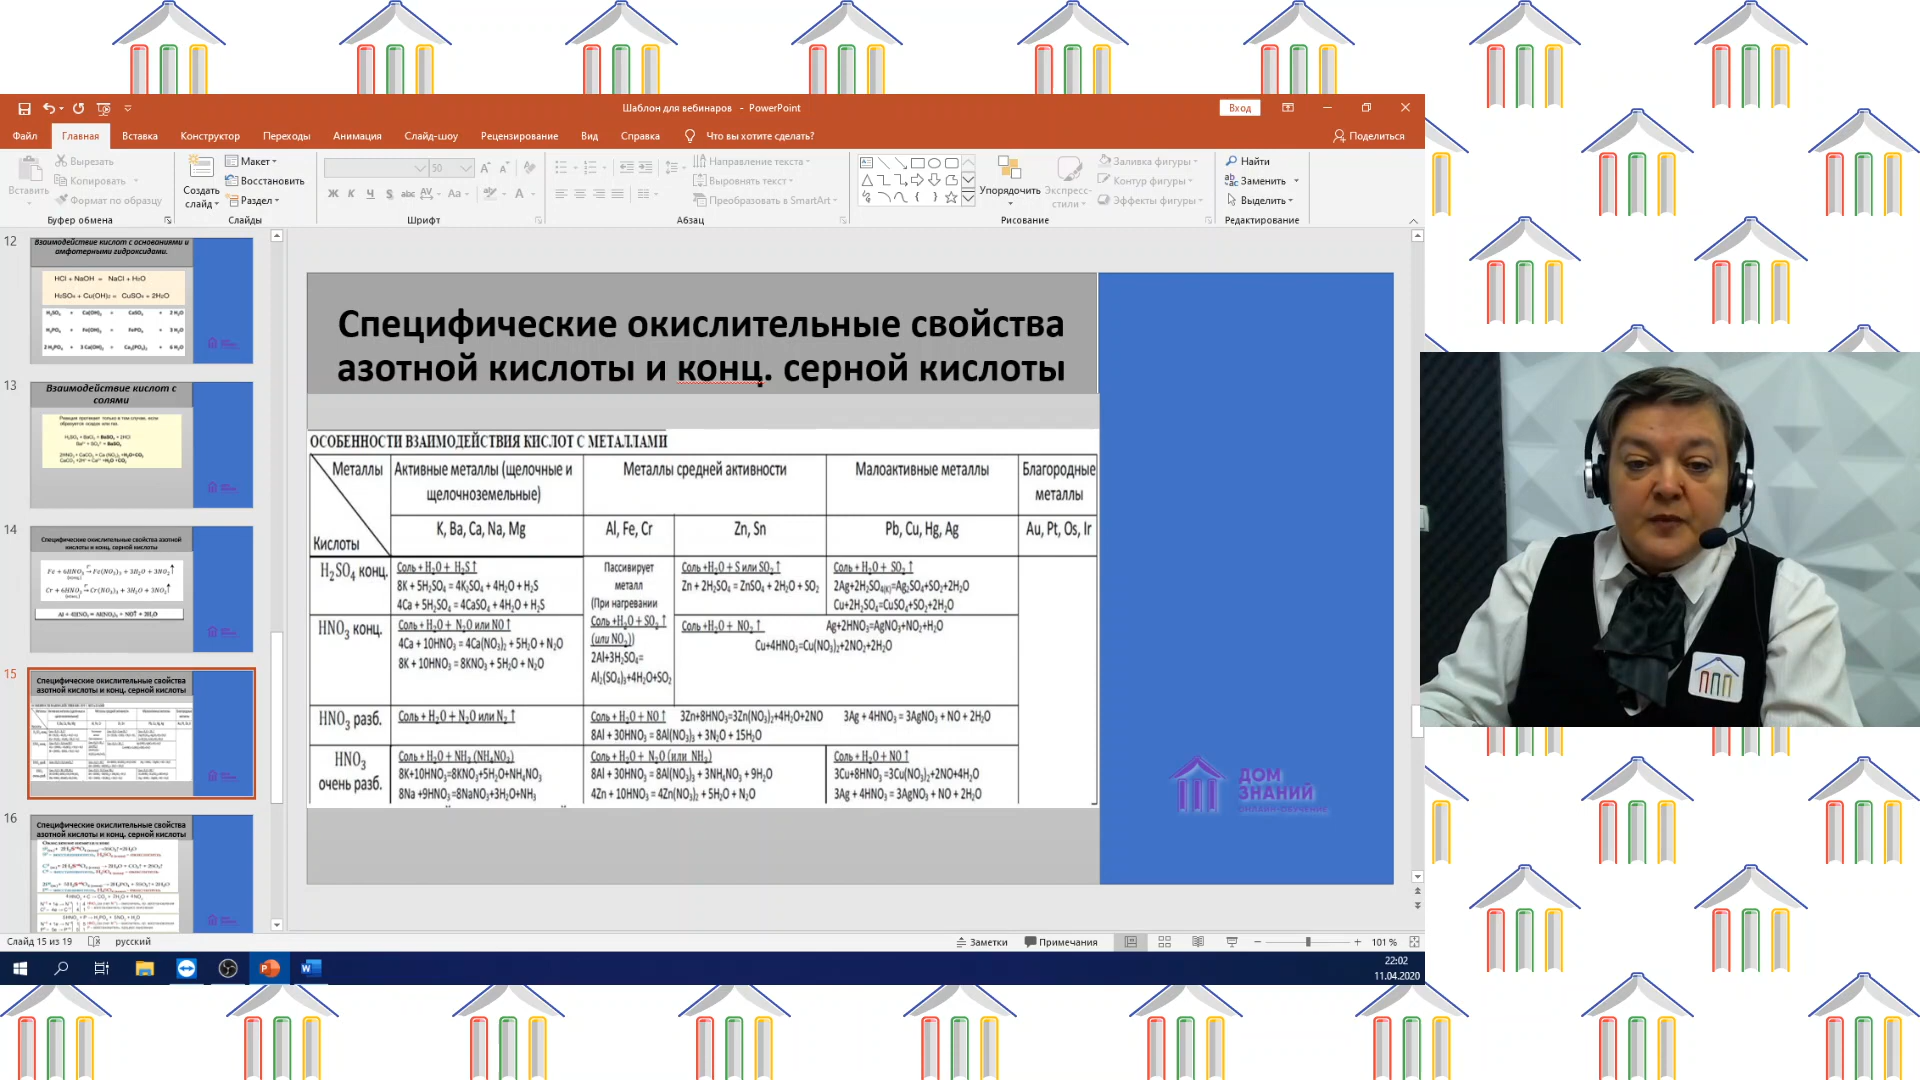 Шаблон для вебинаров - PowerPoint
Вход
Файл
Главная
Вставка
Конструктор
Переходы
Анимация
Слайд-шоу
Рецензирование
Вид
Справка
Что вы хотите сделать?
Поделиться
Вставить
Вырезать
Копировать
Формат по образцу
Буфер обмена
Создать слайд
Макет
Восстановить
Раздел
Слайды
50
Ж К Ч S abc AV Aa
Шрифт
Абзац
Направление текста
Выровнять текст
Преобразовать в SmartArt
Упорядочить
Экспресс-стили
Заливка фигуры
Контур фигуры
Эффекты фигуры
Рисование
Найти
Заменить
Выделить
Редактирование
12
Взаимодействие кислот с основаниями и
амфотерными гидроксидами.
HCl + NaOH = NaCl + H₂O
H₂SO₄ + Cu(OH)₂ = CuSO₄ + 2H₂O
13
Взаимодействие кислот с
солями
14
Специфические окислительные свойства азотной
кислоты и конц. серной кислоты
15
Специфические окислительные свойства
азотной кислоты и конц. серной кислоты
16
Специфические окислительные свойства
азотной кислоты и конц. серной кислоты
Специфические окислительные свойства
азотной кислоты и конц. серной кислоты
ОСОБЕННОСТИ ВЗАИМОДЕЙСТВИЯ КИСЛОТ С МЕТАЛЛАМИ
Металлы
Кислоты
Активные металлы (щелочные и
щелочноземельные)
Металлы средней активности
Малоактивные металлы
Благородные
металлы
K, Ba, Ca, Na, Mg
Al, Fe, Cr
Zn, Sn
Pb, Cu, Hg, Ag
Au, Pt, Os, Ir
H₂SO₄ конц.
Соль+H₂O + H₂S↑
8K + 5H₂SO₄ = 4K₂SO₄ + 4H₂O + H₂S
4Ca + 5H₂SO₄ = 4CaSO₄ + 4H₂O + H₂S
Пассивирует
металл
(При нагревании
Соль+H₂O + SO₂↑
(или NO₂))
2Al+3H₂SO₄=
Al₂(SO₄)₃+4H₂O+SO₂
Соль+H₂O + S или SO₂↑
Zn + 2H₂SO₄ = ZnSO₄ + 2H₂O + SO₂
Соль+H₂O + SO₂↑
2Ag+2H₂SO₄₍ₖ₎=Ag₂SO₄+SO₂+2H₂O
Cu+2H₂SO₄=CuSO₄+SO₂+2H₂O
HNO₃ конц.
Соль + H₂O + N₂O или NO↑
4Ca + 10HNO₃ = 4Ca(NO₃)₂ + 5H₂O + N₂O
8K + 10HNO₃ = 8KNO₃ + 5H₂O + N₂O
Соль +H₂O + NO₂↑
Ag+2HNO₃=AgNO₃+NO₂+H₂O
Cu+4HNO₃=Cu(NO₃)₂+2NO₂+2H₂O
HNO₃ разб.
Соль + H₂O + N₂O или N₂↑
Соль + H₂O + NO↑
3Zn+8HNO₃=3Zn(NO₃)₂+4H₂O+2NO
3Ag + 4HNO₃ = 3AgNO₃ + NO + 2H₂O
8Al + 30HNO₃ = 8Al(NO₃)₃ + 3N₂O + 15H₂O
HNO₃
очень разб.
Соль + H₂O + NH₃ (NH₄NO₃)
8K+10HNO₃=8KNO₃+5H₂O+NH₄NO₃
8Na +9HNO₃=8NaNO₃+3H₂O+NH₃
Соль + H₂O + N₂O (или NH₃)
8Al + 30HNO₃ = 8Al(NO₃)₃ + 3NH₄NO₃ + 9H₂O
4Zn + 10HNO₃ = 4Zn(NO₃)₂ + 5H₂O + N₂O
Соль + H₂O + NO↑
3Cu+8HNO₃=3Cu(NO₃)₂+2NO+4H₂O
3Ag + 4HNO₃ = 3AgNO₃ + NO + 2H₂O
ДОМ
ЗНАНИЙ
ОНЛАЙН-ОБУЧЕНИЕ
Слайд 15 из 19
русский
Заметки
Примечания
101 %
22:02
11.04.2020